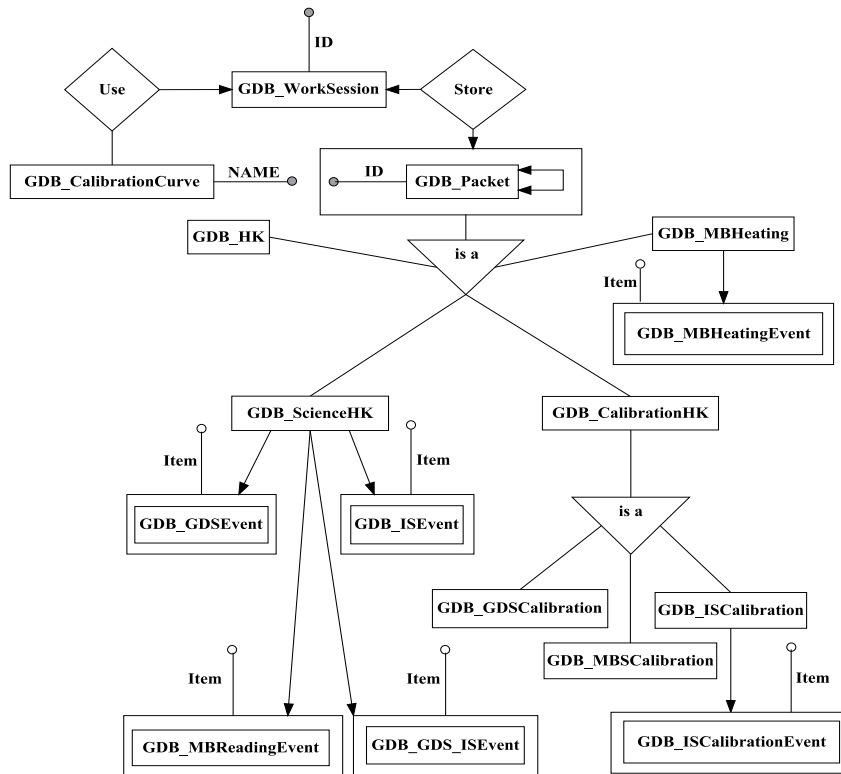 ID
Use
GDB_WorkSession
Store
GDB_CalibrationCurve
NAME
ID
GDB_Packet
GDB_HK
is a
GDB_MBHeating
Item
GDB_MBHeatingEvent
GDB_ScienceHK
GDB_CalibrationHK
Item
Item
GDB_GDSEvent
GDB_ISEvent
is a
GDB_GDSCalibration
GDB_ISCalibration
GDB_MBSCalibration
Item
Item
Item
GDB_MBReadingEvent
GDB_GDS_ISEvent
GDB_ISCalibrationEvent